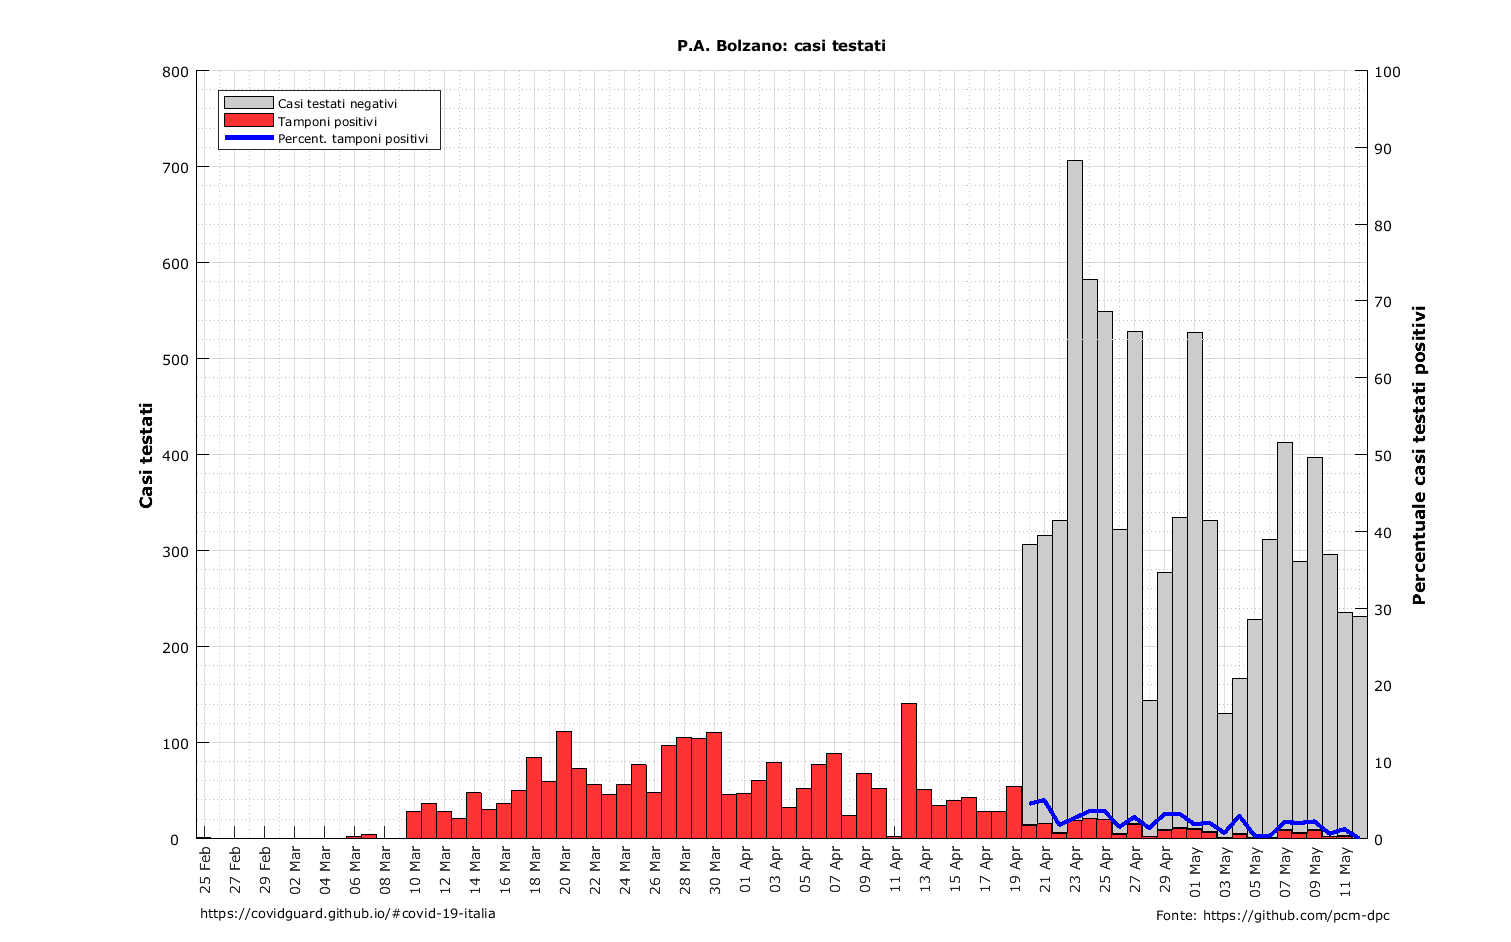 P.A. Bolzano: casi testati
Casi testati negativi
Tamponi positivi
Percent. tamponi positivi
Casi testati
800
700
600
500
400
300
200
100
0
100
90
80
70
60
50
40
30
20
10
0
Percentuale casi testati positivi
25 Feb
27 Feb
29 Feb
02 Mar
04 Mar
06 Mar
08 Mar
10 Mar
12 Mar
14 Mar
16 Mar
18 Mar
20 Mar
22 Mar
24 Mar
26 Mar
28 Mar
30 Mar
01 Apr
03 Apr
05 Apr
07 Apr
09 Apr
11 Apr
13 Apr
15 Apr
17 Apr
19 Apr
21 Apr
23 Apr
25 Apr
27 Apr
29 Apr
01 May
03 May
05 May
07 May
09 May
11 May
https://covidguard.github.io/#covid-19-italia
Fonte: https://github.com/pcm-dpc